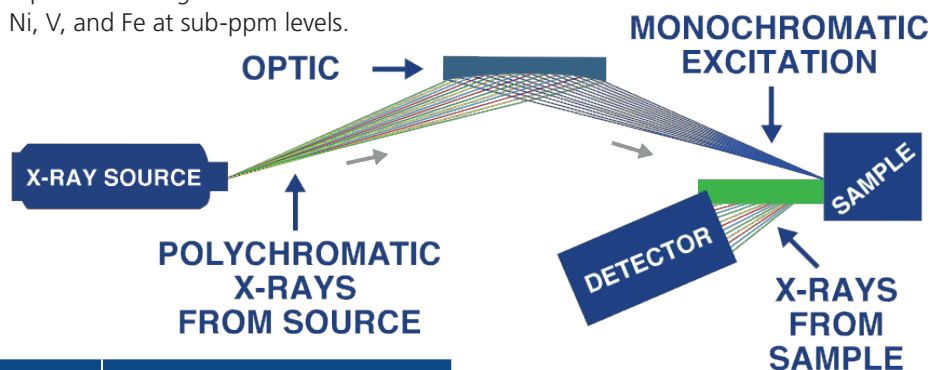 Ni, V, and Fe at sub-ppm levels.
MONOCHROMATIC
EXCITATION
OPTIC
X-RAY SOURCE
SAMPLE
DETECTOR
POLYCHROMATIC
X-RAYS
FROM SOURCE
X-RAYS
FROM
SAMPLE